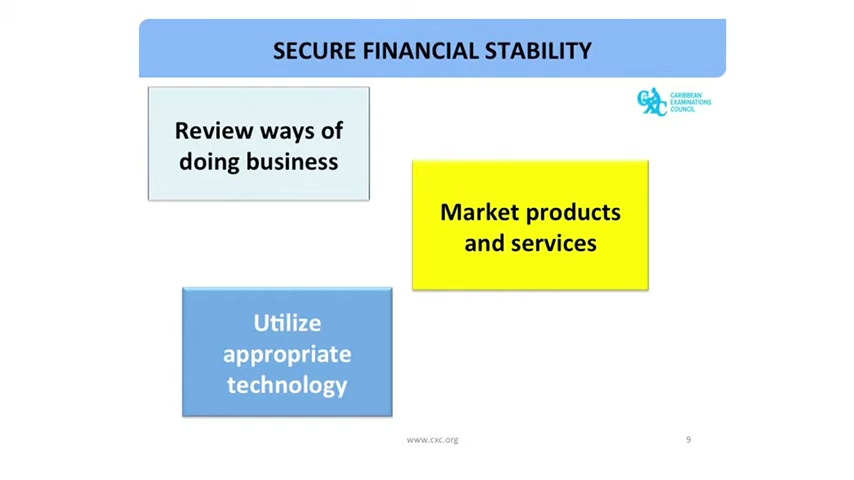 SECURE FINANCIAL STABILITY
CXC
CARIBBEAN
EXAMINATIONS
COUNCIL
Review ways of
doing business
Market products
and services
Utilize
appropriate
technology
www.cxc.org
9